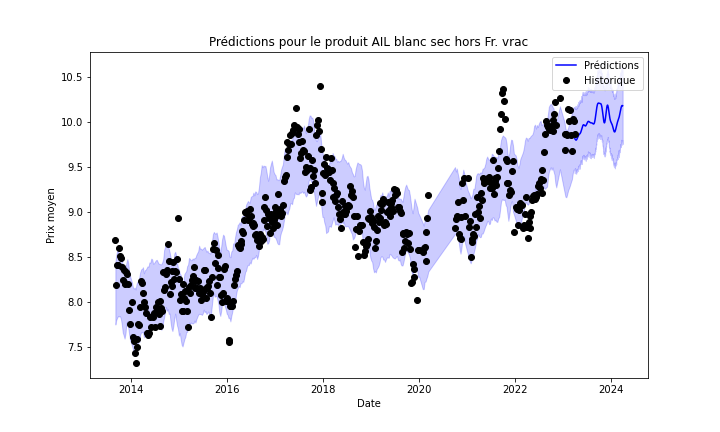 Prédictions pour le produit AIL blanc sec hors Fr. vrac
Prédictions
Historique
10.5
10.0
9.5
9.0
8.5
8.0
7.5
Prix moyen
2014
2016
2018
2020
2022
2024
Date